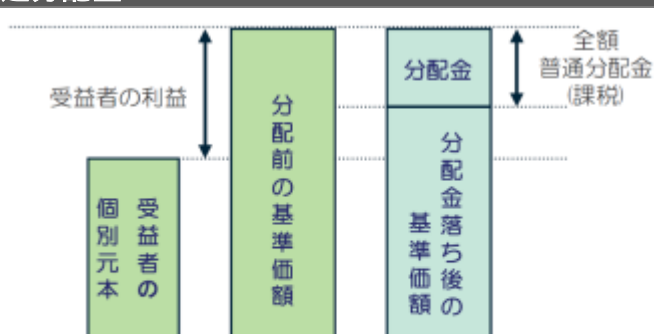 受益者の利益
受益者の
個別元本
分配前の基準価額
分配金
分配金落ち後の
基準価額
全額
普通分配金
(課税)